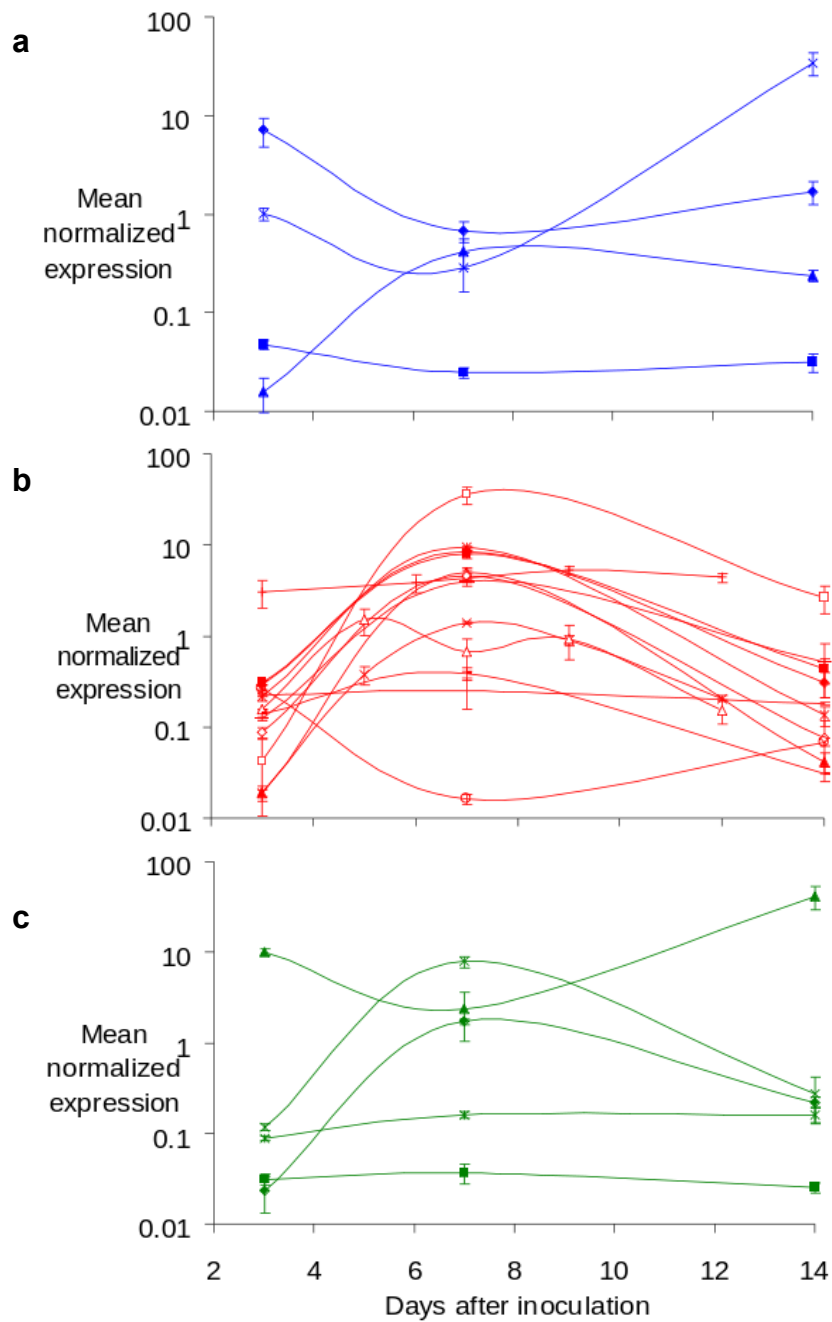 a
100
10
1
0.1
0.01
Mean
normalized
expression
b
100
10
1
0.1
0.01
Mean
normalized
expression
c
100
10
1
0.1
0.01
Mean
normalized
expression
2 4 6 8 10 12 14
Days after inoculation